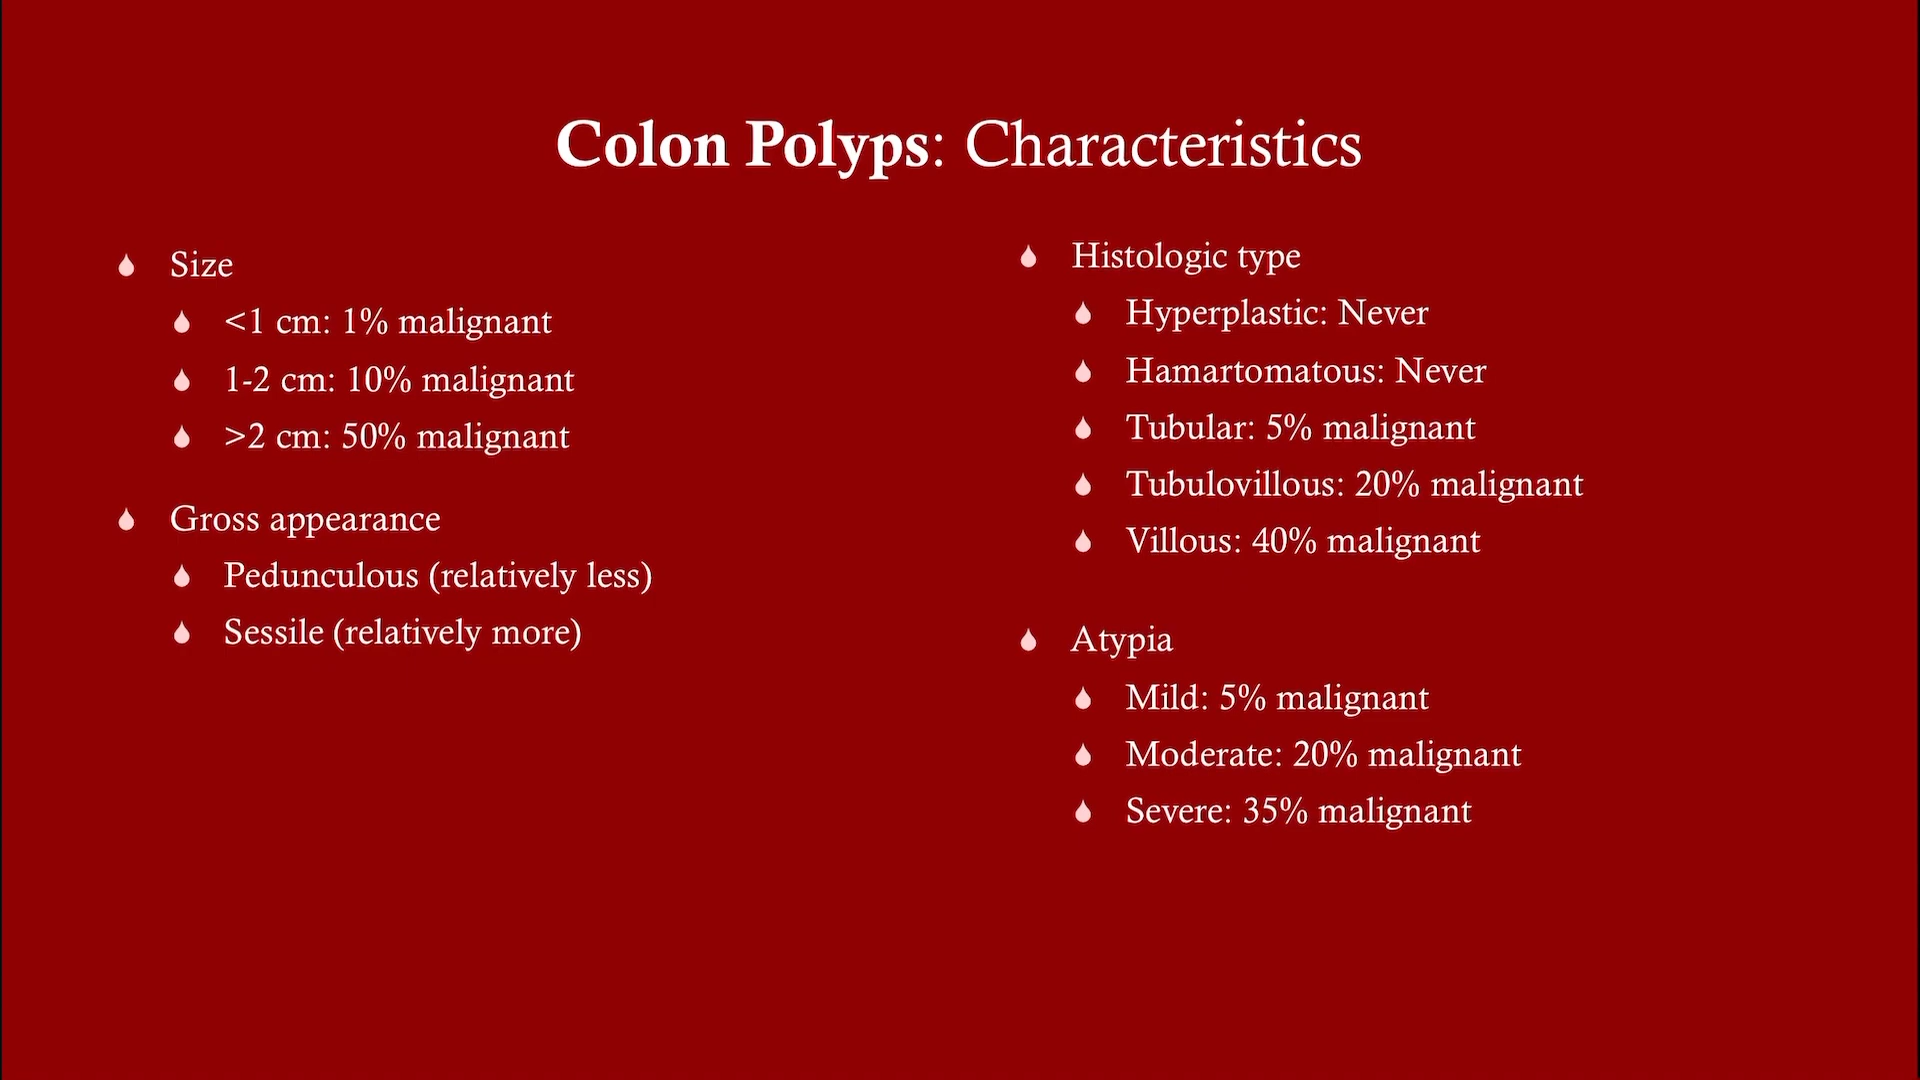 Colon Polyps: Characteristics
Size
<1 cm: 1% malignant
1-2 cm: 10% malignant
>2 cm: 50% malignant
Gross appearance
Pedunculous (relatively less)
Sessile (relatively more)
Histologic type
Hyperplastic: Never
Hamartomatous: Never
Tubular: 5% malignant
Tubulovillous: 20% malignant
Villous: 40% malignant
Atypia
Mild: 5% malignant
Moderate: 20% malignant
Severe: 35% malignant